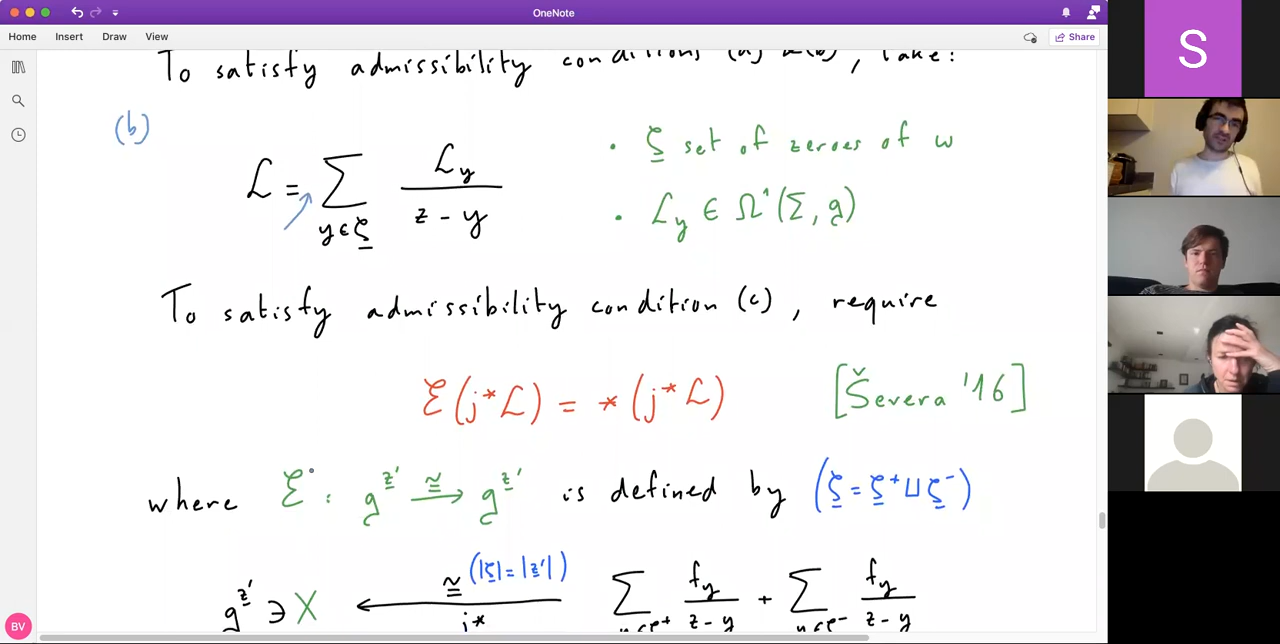 OneNote
Home Insert Draw View Share
To satisfy admissibility conditions (a) & (b), take:
(b)
ℒ = ∑_{y∈ζ} ℒ_y / (z - y)
• ζ set of zeroes of ω
• ℒ_y ∈ Ω¹(Σ, g)
To satisfy admissibility condition (c), require
ℰ(j*ℒ) = *(j*ℒ) [Ševera '16]
where ℰ : g^{z'} ≅→ g^{z'} is defined by (ζ = ζ⁺ ⊔ ζ⁻)
≅ (|ζ| = |z'|)
g^{z'} ∋ X ← j* ∑_{y∈ζ⁺} f_y / (z - y) + ∑_{y∈ζ⁻} f_y / (z - y)
S
BV